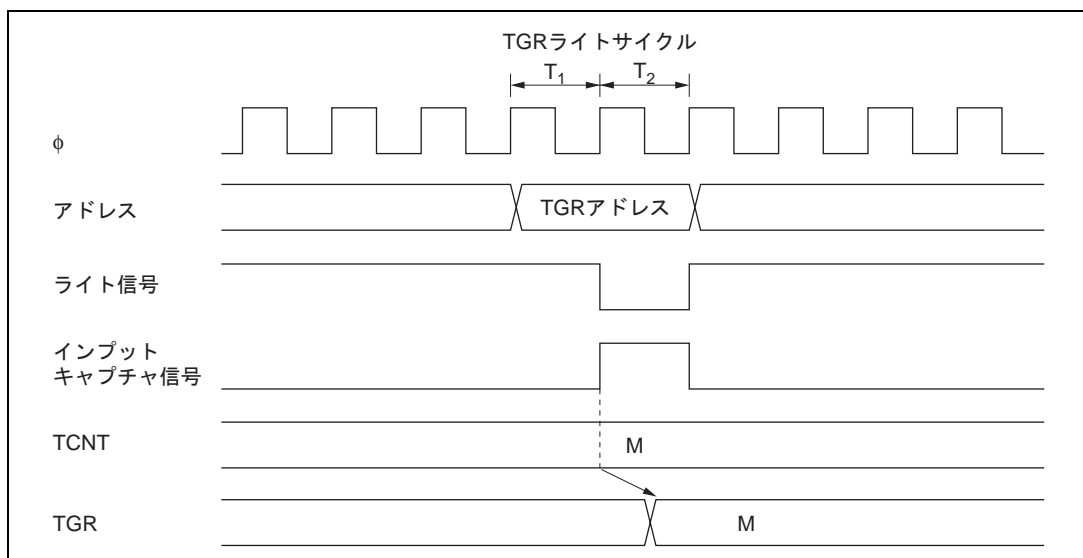 TGRライトサイクル
T1 T2
φ
アドレス TGRアドレス
ライト信号
インプット
キャプチャ信号
TCNT M
TGR M